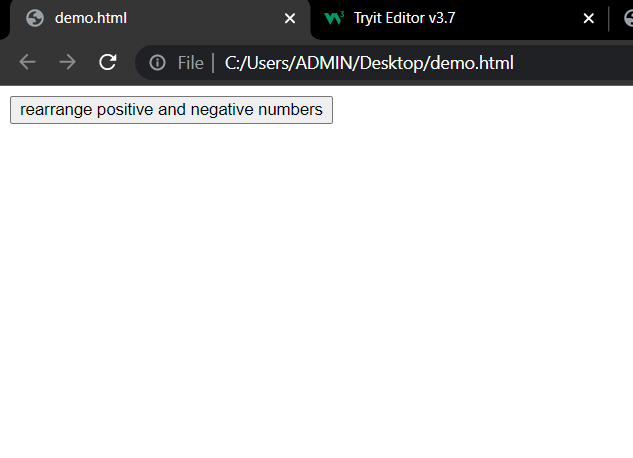 demo.html
Tryit Editor v3.7
File
C:/Users/ADMIN/Desktop/demo.html
rearrange positive and negative numbers